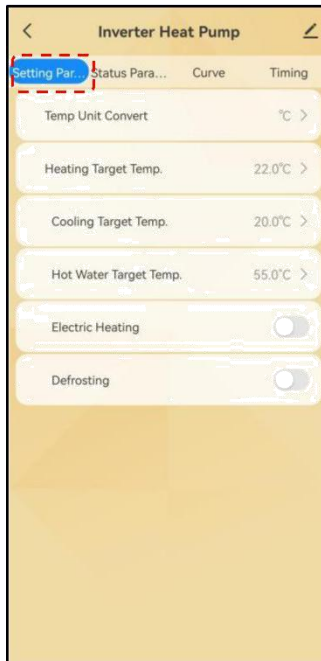 Inverter Heat Pump
Setting Par... Status Para... Curve Timing
Temp Unit Convert °C
Heating Target Temp. 22.0°C
Cooling Target Temp. 20.0°C
Hot Water Target Temp. 55.0°C
Electric Heating
Defrosting